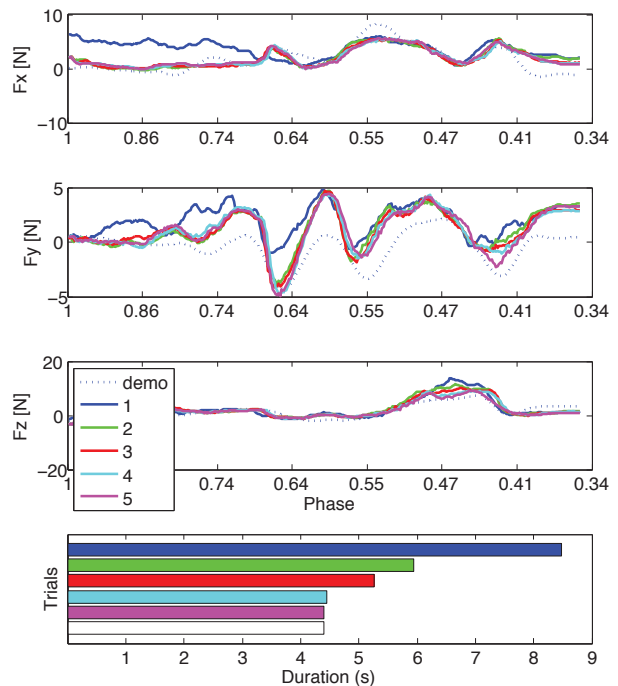 10
Fx [N]
0
−10
1 0.86 0.74 0.64 0.55 0.47 0.41 0.34
5
Fy [N]
0
−5
1 0.86 0.74 0.64 0.55 0.47 0.41 0.34
20
Fz [N]
0
−20
demo
1
2
3
4
5
1 0.74 0.64 0.55 0.47 0.41 0.34
Phase
Trials
1 2 3 4 5 6 7 8 9
Duration (s)